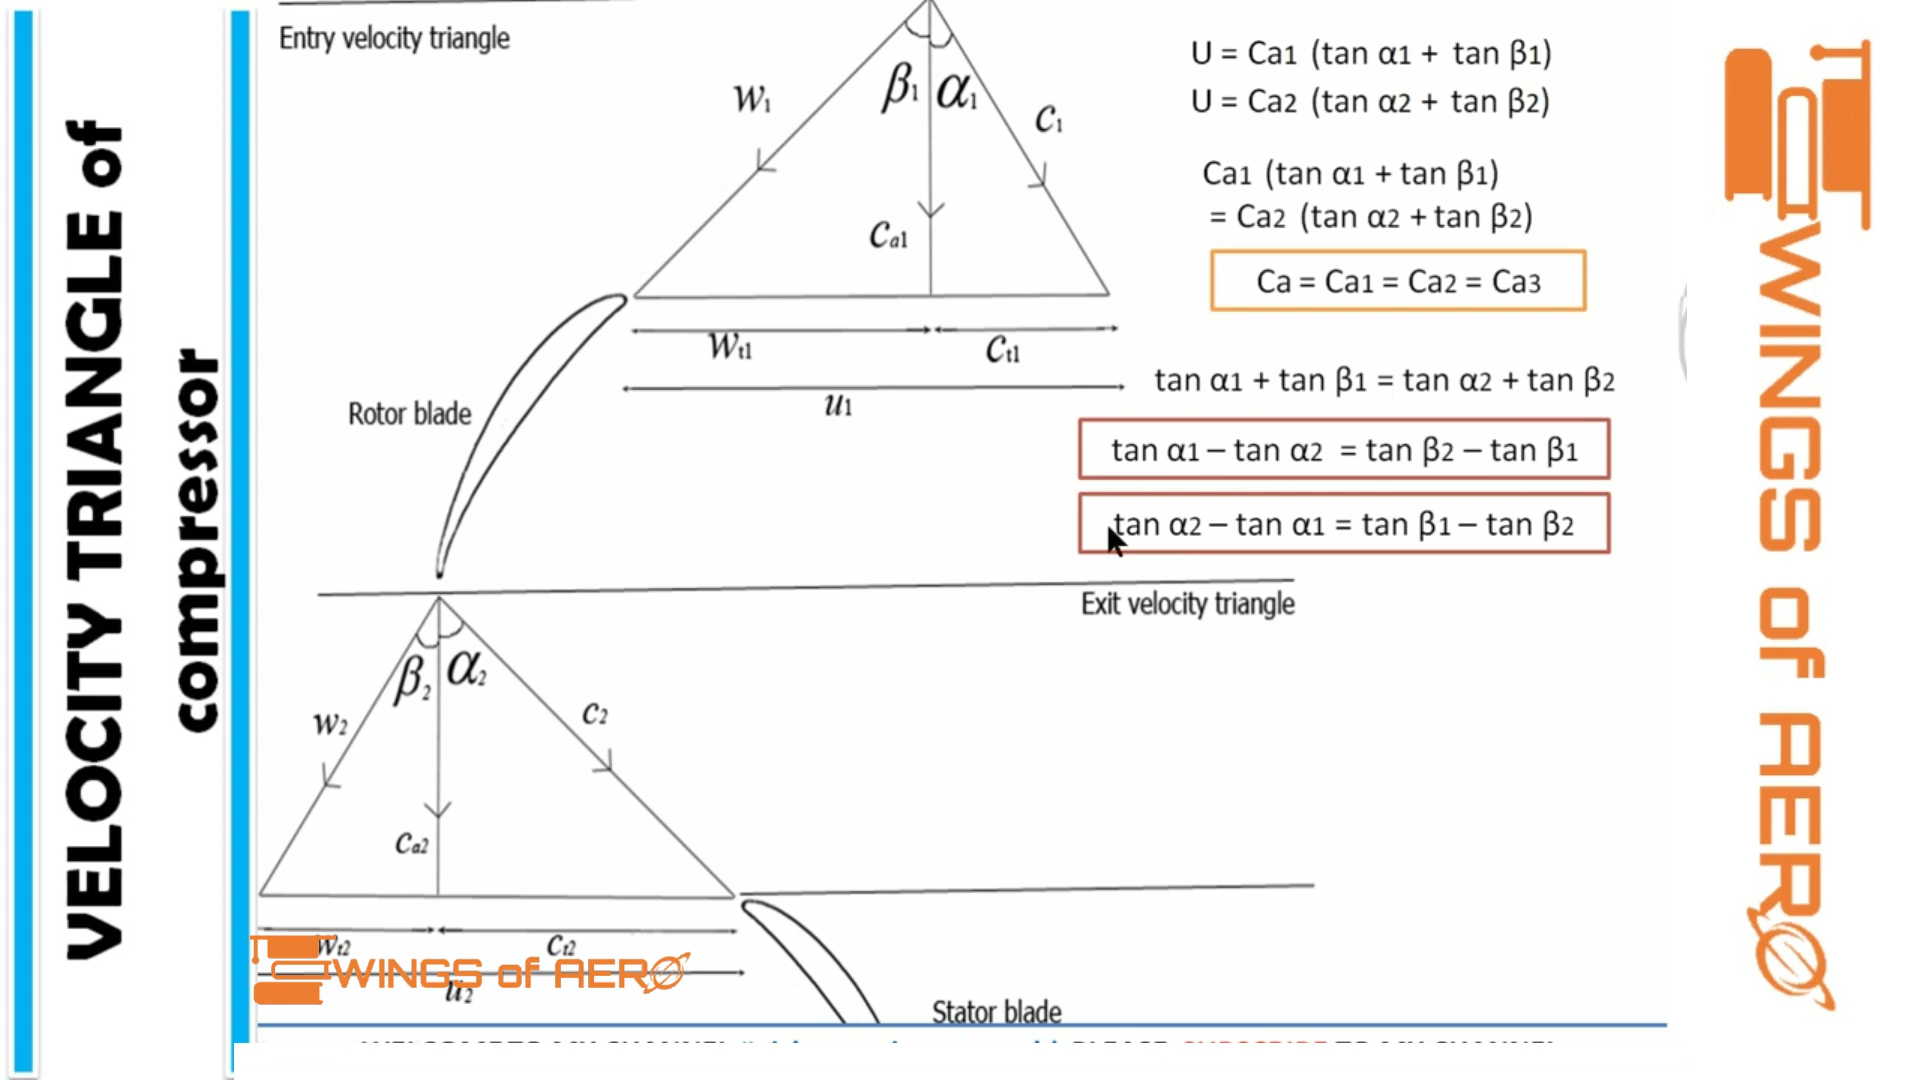 VELOCITY TRIANGLE of
compressor
Entry velocity triangle
W1
β1 α1
C1
Ca1
Wt1
Ct1
u1
Rotor blade
U = Ca1 (tan α1 + tan β1)
U = Ca2 (tan α2 + tan β2)
Ca1 (tan α1 + tan β1)
= Ca2 (tan α2 + tan β2)
Ca = Ca1 = Ca2 = Ca3
tan α1 + tan β1 = tan α2 + tan β2
tan α1 – tan α2 = tan β2 – tan β1
tan α2 – tan α1 = tan β1 – tan β2
Exit velocity triangle
β2 α2
W2
C2
Ca2
Wt2
Ct2
WINGS of AERO
u2
Stator blade
WINGS of AERO